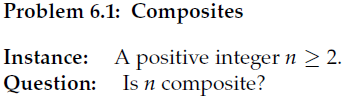 Problem 6.1: Composites
Instance: A positive integer n ≥ 2.
Question: Is n composite?